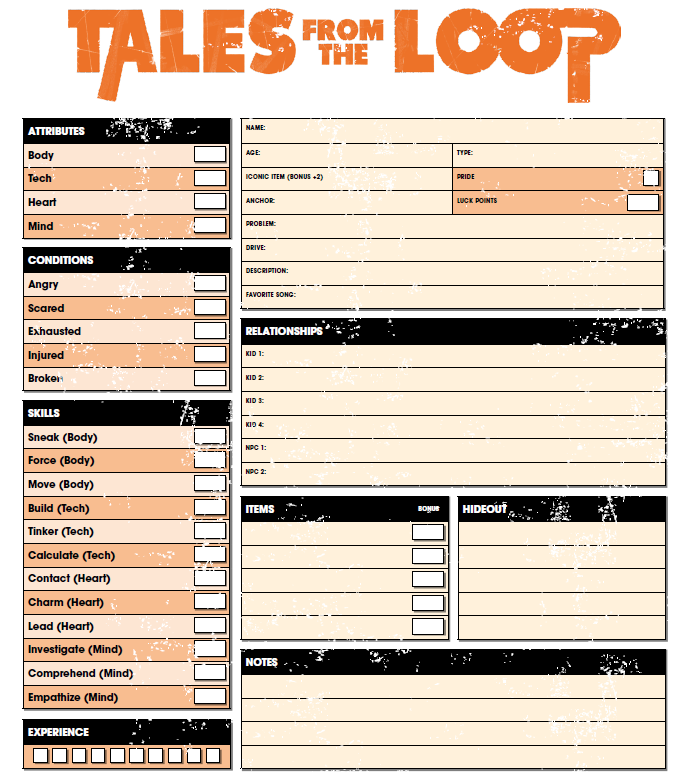 TALES FROM THE LOOP
ATTRIBUTES
Body
Tech
Heart
Mind
CONDITIONS
Angry
Scared
Exhausted
Injured
Broken
SKILLS
Sneak (Body)
Force (Body)
Move (Body)
Build (Tech)
Tinker (Tech)
Calculate (Tech)
Contact (Heart)
Charm (Heart)
Lead (Heart)
Investigate (Mind)
Comprehend (Mind)
Empathize (Mind)
EXPERIENCE
NAME:
AGE: TYPE:
ICONIC ITEM (BONUS +2) PRIDE
ANCHOR: LUCK POINTS
PROBLEM:
DRIVE:
DESCRIPTION:
FAVORITE SONG:
RELATIONSHIPS
KID 1:
KID 2:
KID 3:
KID 4:
NPC 1:
NPC 2:
ITEMS BONUS
HIDEOUT
NOTES